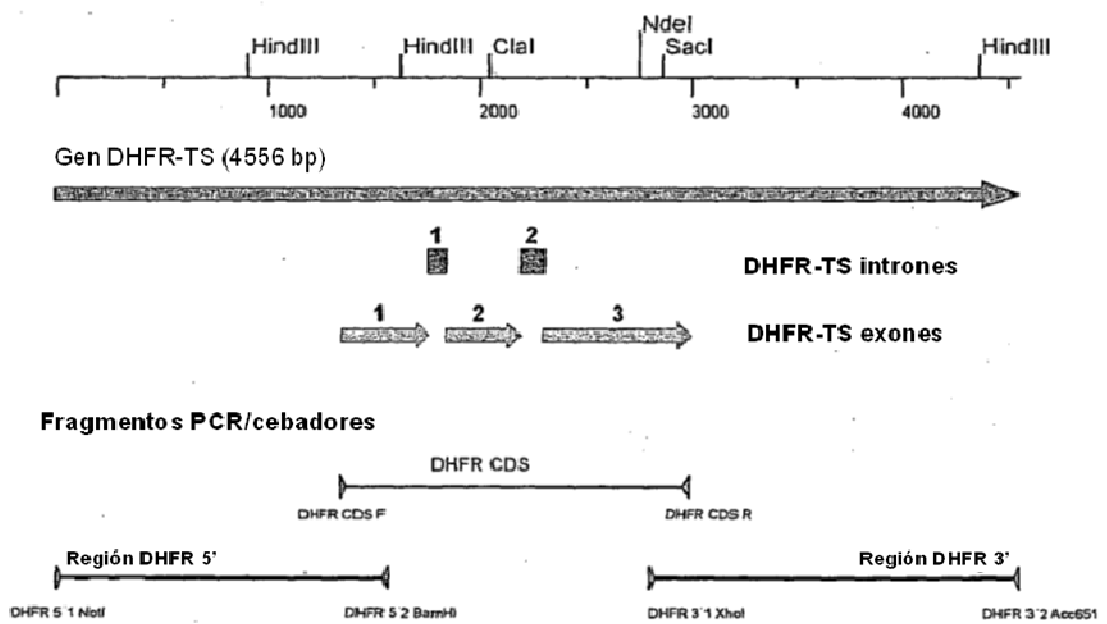 NdeI
HindIII HindIII ClaI SacI HindIII
1000 2000 3000 4000
Gen DHFR-TS (4556 bp)
1 2
DHFR-TS intrones
1 2 3
DHFR-TS exones
Fragmentos PCR/cebadores
DHFR CDS
DHFR CDS F DHFR CDS R
Región DHFR 5' Región DHFR 3'
DHFR 5´1 NotI DHFR 5´2 BamHI DHFR 3´1 XhoI DHFR 3´2 Acc651